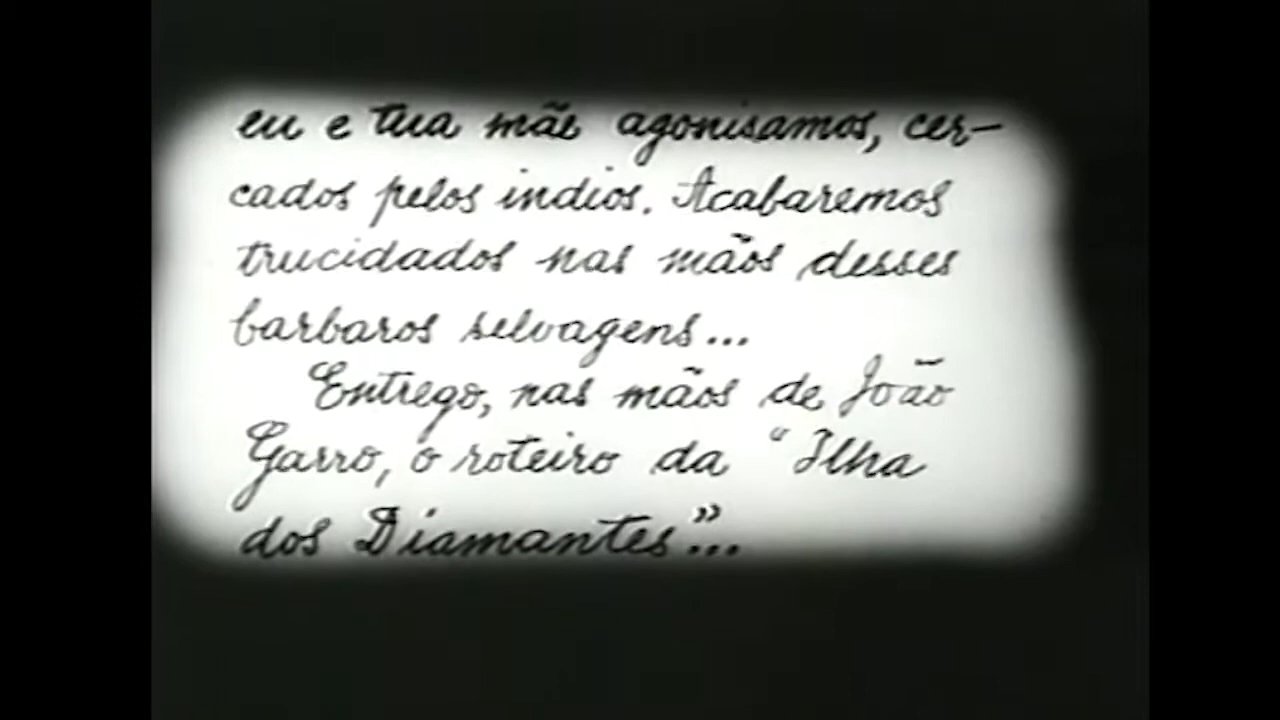 eu e tua mãe agonisamos, cer-
cados pelos indios. Acabaremos
trucidados nas mãos desses
barbaros selvagens...
Entrego, nas mãos de João
Garro, o roteiro da "Ilha
dos Diamantes"...